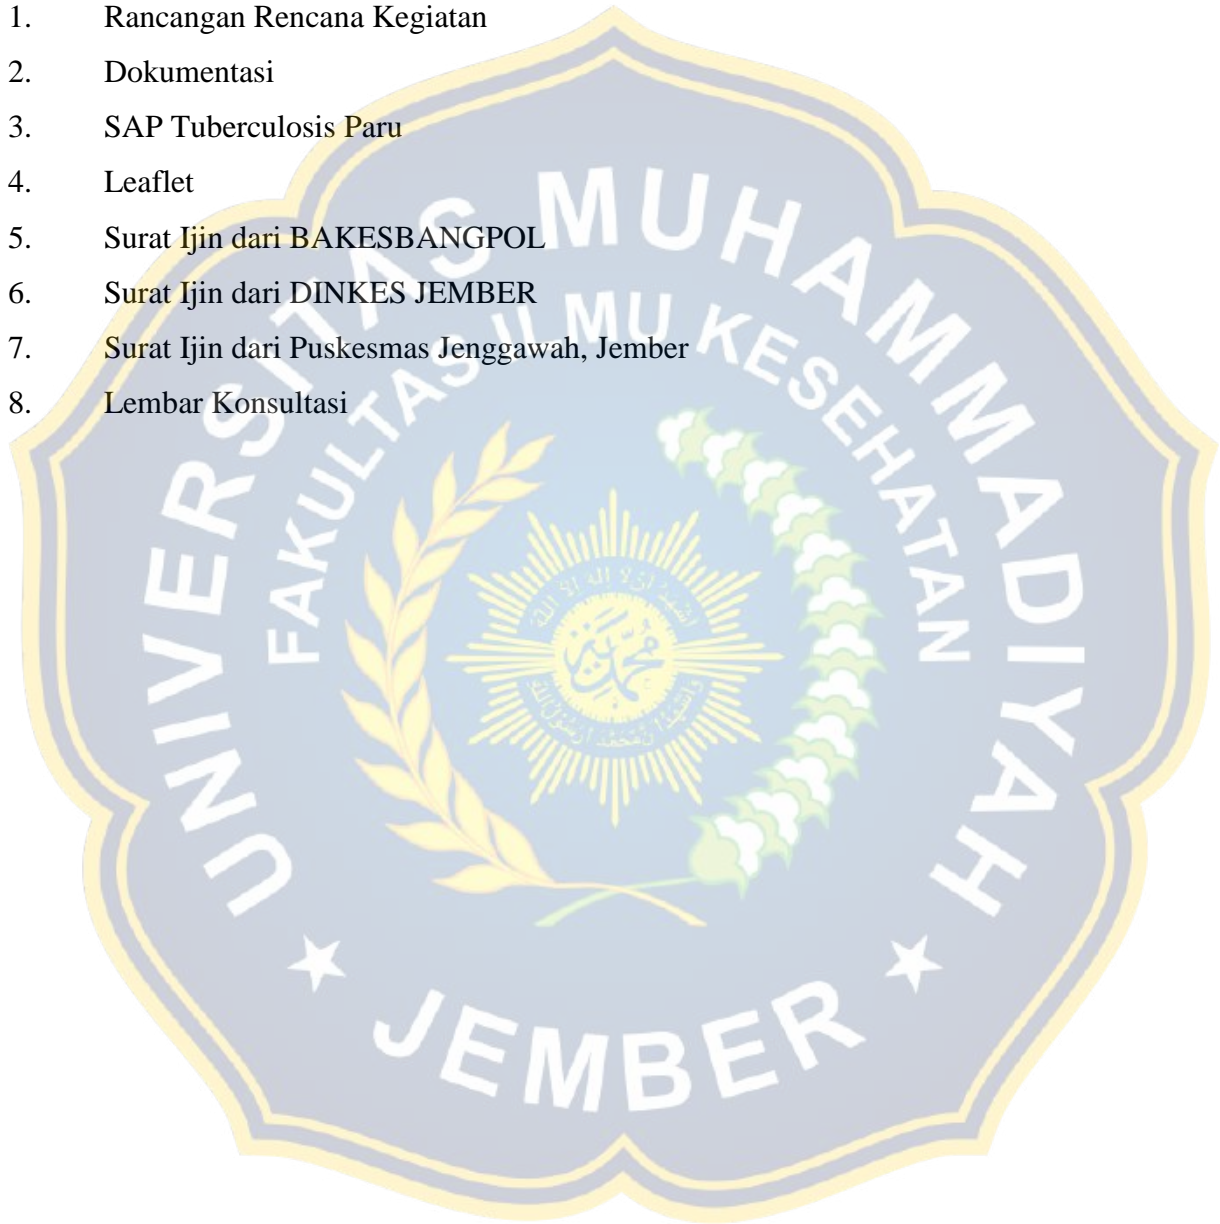 1. Rancangan Rencana Kegiatan
2. Dokumentasi
3. SAP Tuberculosis Paru
4. Leaflet
5. Surat Ijin dari BAKESBANGPOL
6. Surat Ijin dari DINKES JEMBER
7. Surat Ijin dari Puskesmas Jenggawah, Jember
8. Lembar Konsultasi
UNIVERSITAS MUHAMMADIYAH
FAKULTAS ILMU KESEHATAN
JEMBER